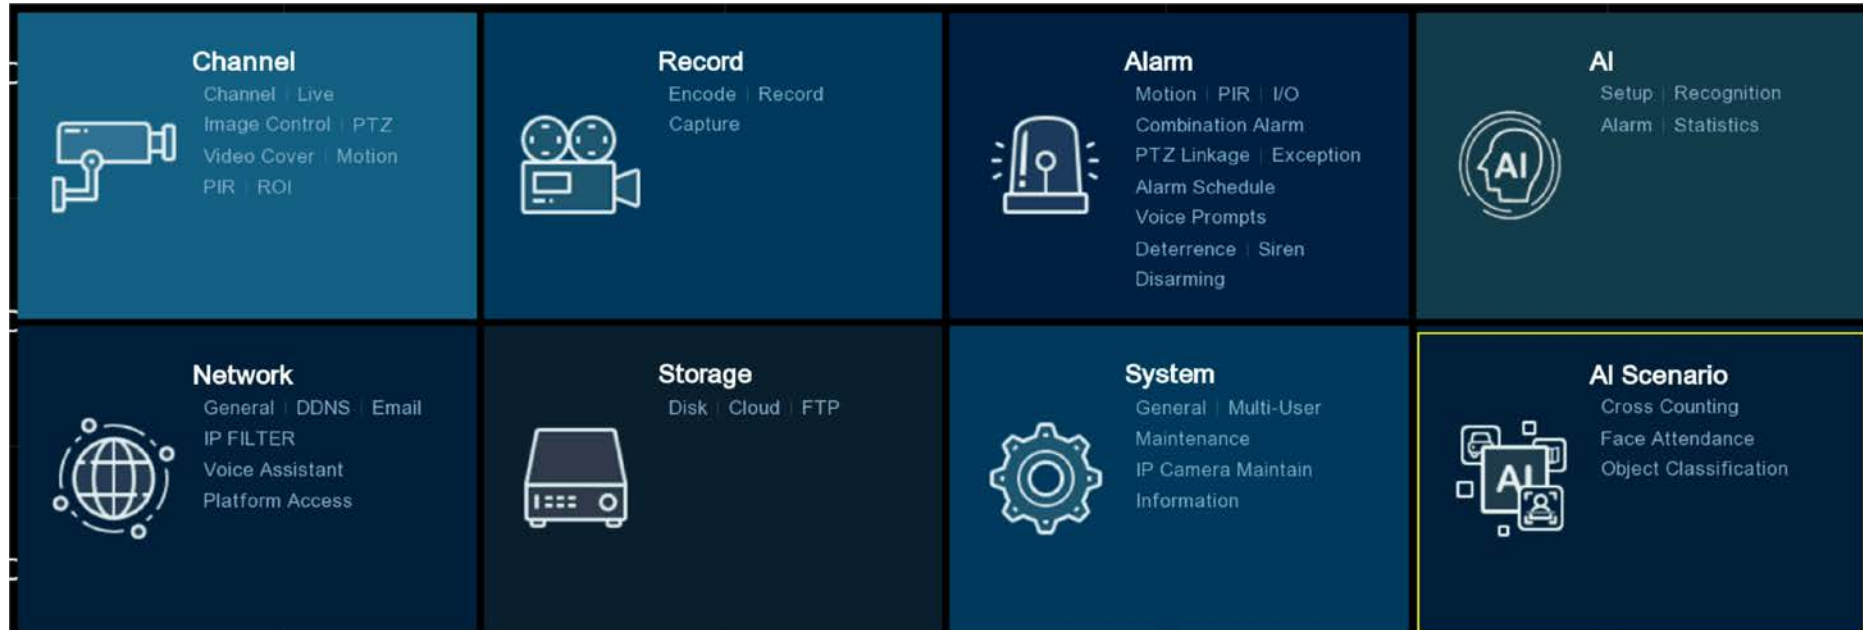 Channel
Channel | Live
Image Control | PTZ
Video Cover | Motion
PIR | ROI
Record
Encode | Record
Capture
Alarm
Motion | PIR | I/O
Combination Alarm
PTZ Linkage | Exception
Alarm Schedule
Voice Prompts
Deterrence | Siren
Disarming
AI
Setup | Recognition
Alarm | Statistics
AI
Network
General | DDNS | Email
IP FILTER
Voice Assistant
Platform Access
Storage
Disk | Cloud | FTP
System
General | Multi-User
Maintenance
IP Camera Maintain
Information
AI Scenario
Cross Counting
Face Attendance
Object Classification
AI